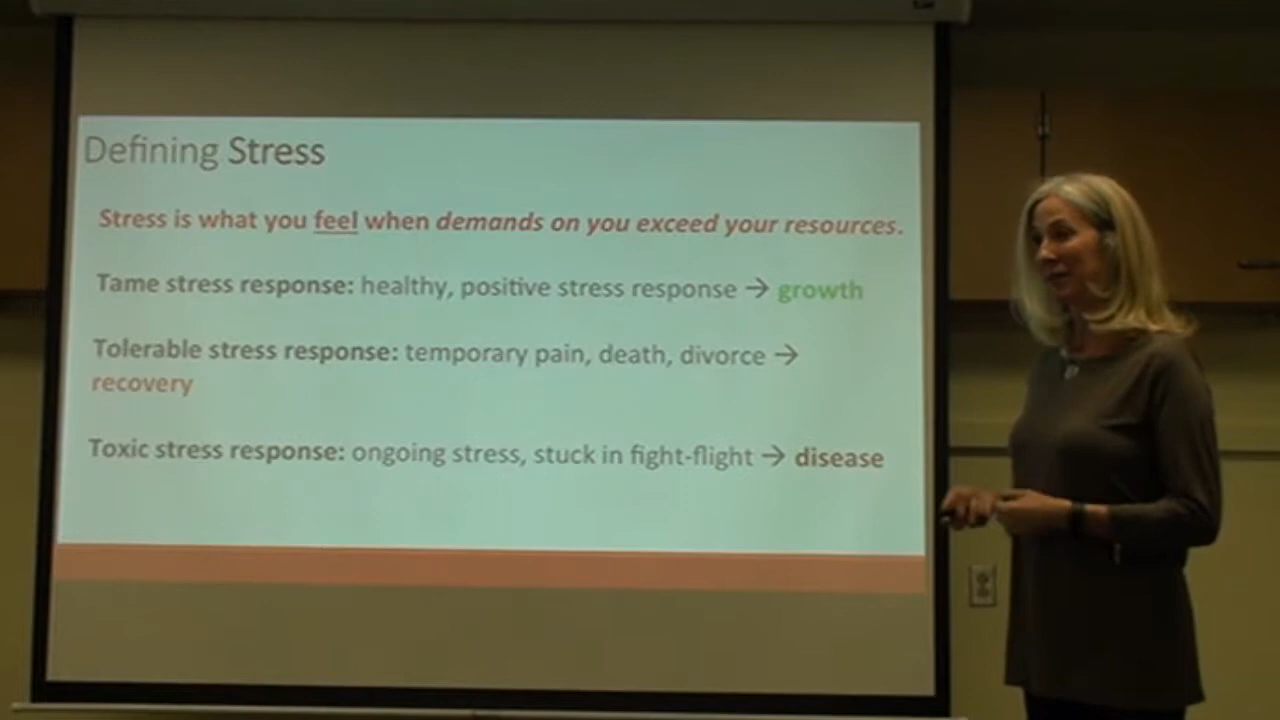 Defining Stress
Stress is what you feel when demands on you exceed your resources.
Tame stress response: healthy, positive stress response → growth
Tolerable stress response: temporary pain, death, divorce →
recovery
Toxic stress response: ongoing stress, stuck in fight-flight → disease